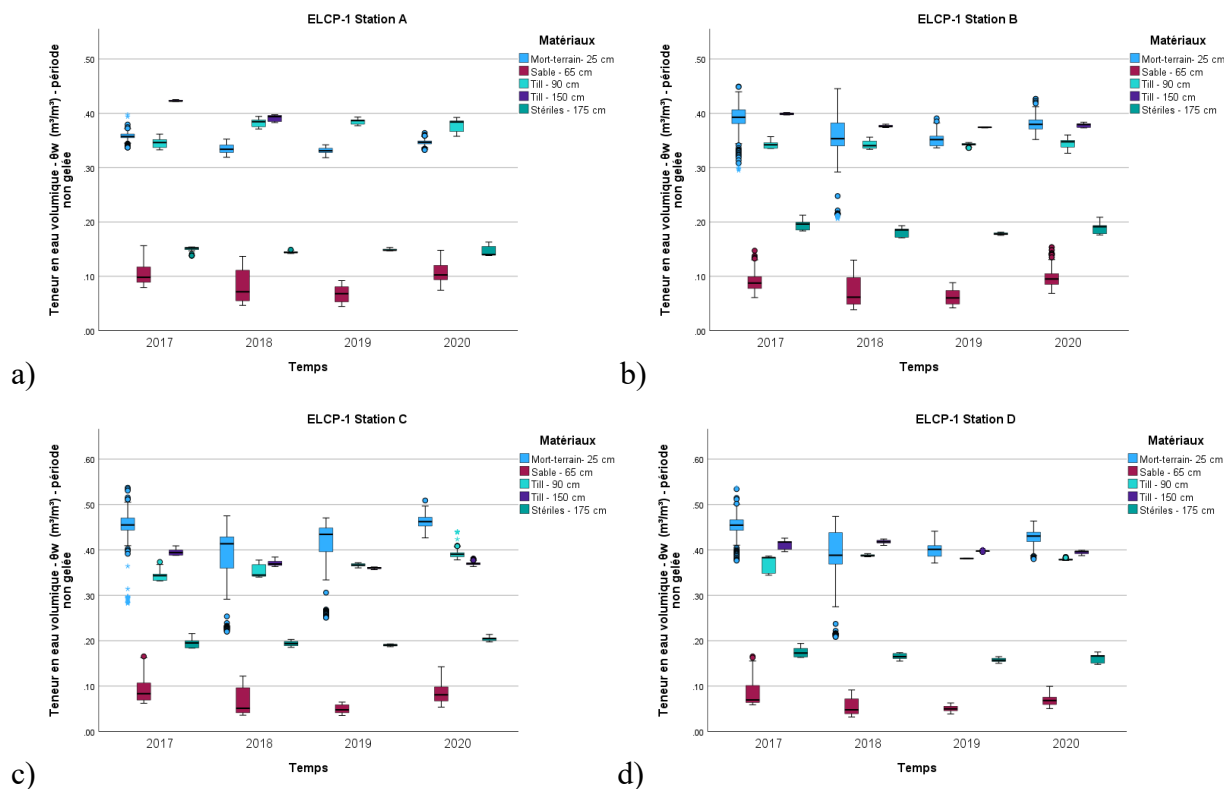 ELCP-1 Station A
Teneur en eau volumique - θw (m³/m³) - période
non gelée
.50
.40
.30
.20
.10
.00
2017 2018 2019 2020
Temps
Matériaux
Mort-terrain- 25 cm
Sable - 65 cm
Till - 90 cm
Till - 150 cm
Stériles - 175 cm
a)
ELCP-1 Station B
Teneur en eau volumique - θw (m³/m³) - période
non gelée
.50
.40
.30
.20
.10
.00
2017 2018 2019 2020
Temps
Matériaux
Mort-terrain- 25 cm
Sable - 65 cm
Till - 90 cm
Till - 150 cm
Stériles - 175 cm
b)
ELCP-1 Station C
Teneur en eau volumique - θw (m³/m³) - période
non gelée
.60
.50
.40
.30
.20
.10
.00
2017 2018 2019 2020
Temps
Matériaux
Mort-terrain- 25 cm
Sable - 65 cm
Till - 90 cm
Till - 150 cm
Stériles - 175 cm
c)
ELCP-1 Station D
Teneur en eau volumique - θw (m³/m³) - période
non gelée
.60
.50
.40
.30
.20
.10
.00
2017 2018 2019 2020
Temps
Matériaux
Mort-terrain- 25 cm
Sable - 65 cm
Till - 90 cm
Till - 150 cm
Stériles - 175 cm
d)